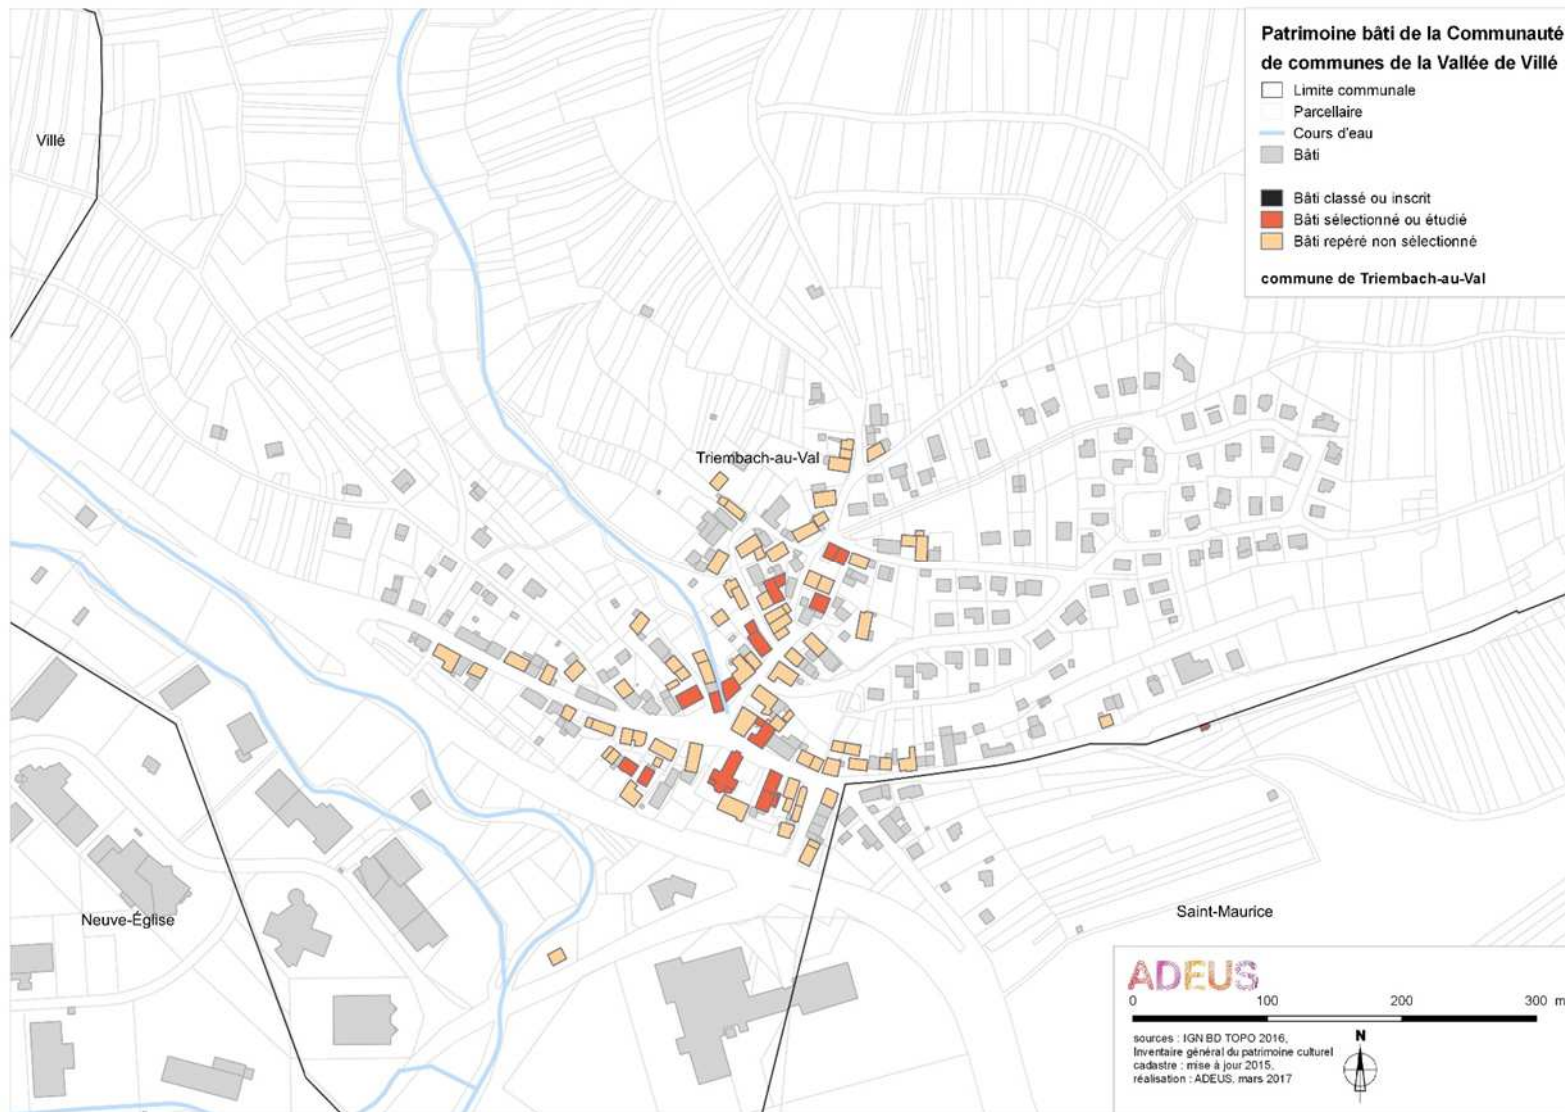 Patrimoine bâti de la Communauté
de communes de la Vallée de Villé
Limite communale
Parcellaire
Cours d'eau
Bâti
Bâti classé ou inscrit
Bâti sélectionné ou étudié
Bâti repéré non sélectionné
commune de Triembach-au-Val
Villé
Triembach-au-Val
Neuve-Église
Saint-Maurice
ADEUS
0 100 200 300 m
sources : IGN BD TOPO 2016,
Inventaire général du patrimoine culturel
cadastre : mise à jour 2015.
réalisation : ADEUS, mars 2017
N